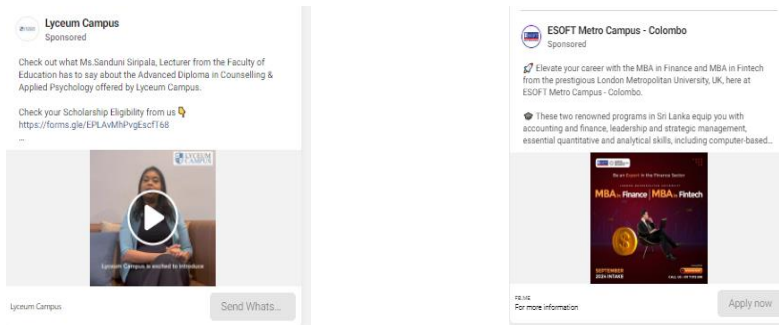 Lyceum Campus
Sponsored
Check out what Ms.Sanduni Siripala, Lecturer from the Faculty of
Education has to say about the Advanced Diploma in Counselling &
Applied Psychology offered by Lyceum Campus.
Check your Scholarship Eligibility from us 👇
https://forms.gle/EPLAvMhPvgEscfT68
...
LYCEUM
CAMPUS
Lyceum Campus is excited to introduce
Lyceum Campus
Send Whats...
ESOFT Metro Campus - Colombo
Sponsored
🚀 Elevate your career with the MBA in Finance and MBA in Fintech
from the prestigious London Metropolitan University, UK, here at
ESOFT Metro Campus - Colombo.
🎓 These two renowned programs in Sri Lanka equip you with
accounting and finance, leadership and strategic management,
essential quantitative and analytical skills, including computer-based...
Be an Expert in the Finance Sector
LONDON METROPOLITAN UNIVERSITY
MBA in Finance | MBA in Fintech
SEPTEMBER
2024 INTAKE
FB.ME
For more information
Apply now